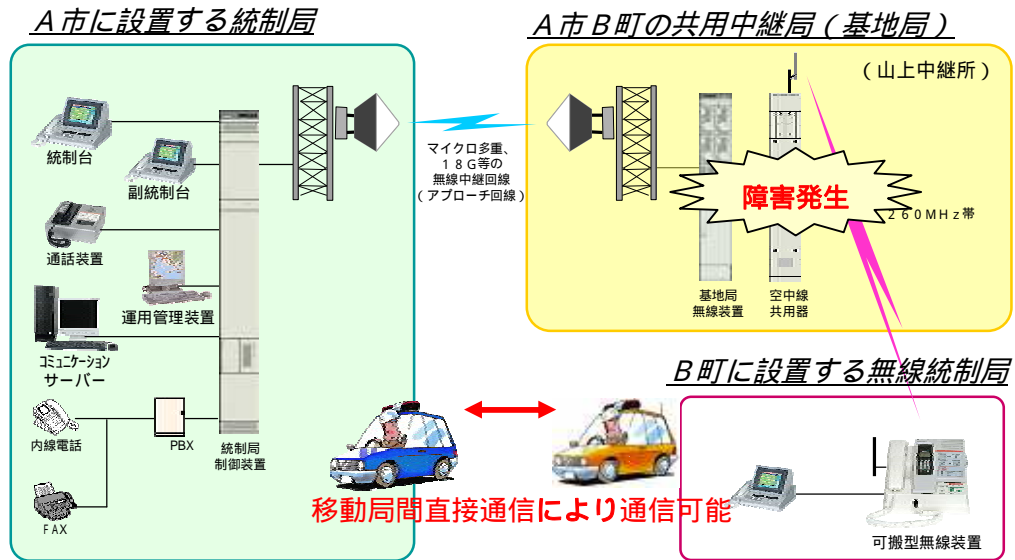 A市に設置する統制局
A市B町の共用中継局(基地局)
(山上中継所)
統制台
副統制台
通話装置
運用管理装置
コミュニケーション
サーバー
内線電話
PBX
FAX
統制局
制御装置
マイクロ多重、
18G等の
無線中継回線
(アプローチ回線)
障害発生
260MHz帯
基地局
無線装置
空中線
共用器
B町に設置する無線統制局
可搬型無線装置
移動局間直接通信により通信可能